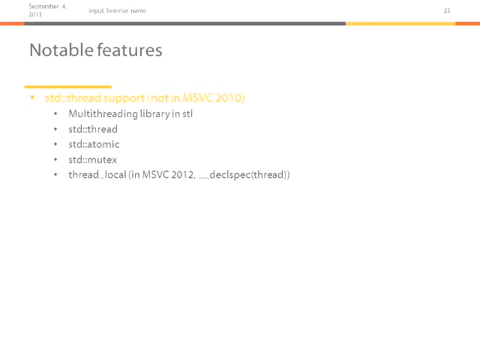 September 4,
2013
Input Seminar name
25
Notable features
• std::thread support (not in MSVC 2010)
• Multithreading library in stl
• std::thread
• std::atomic
• std::mutex
• thread_local (in MSVC 2012, __declspec(thread))